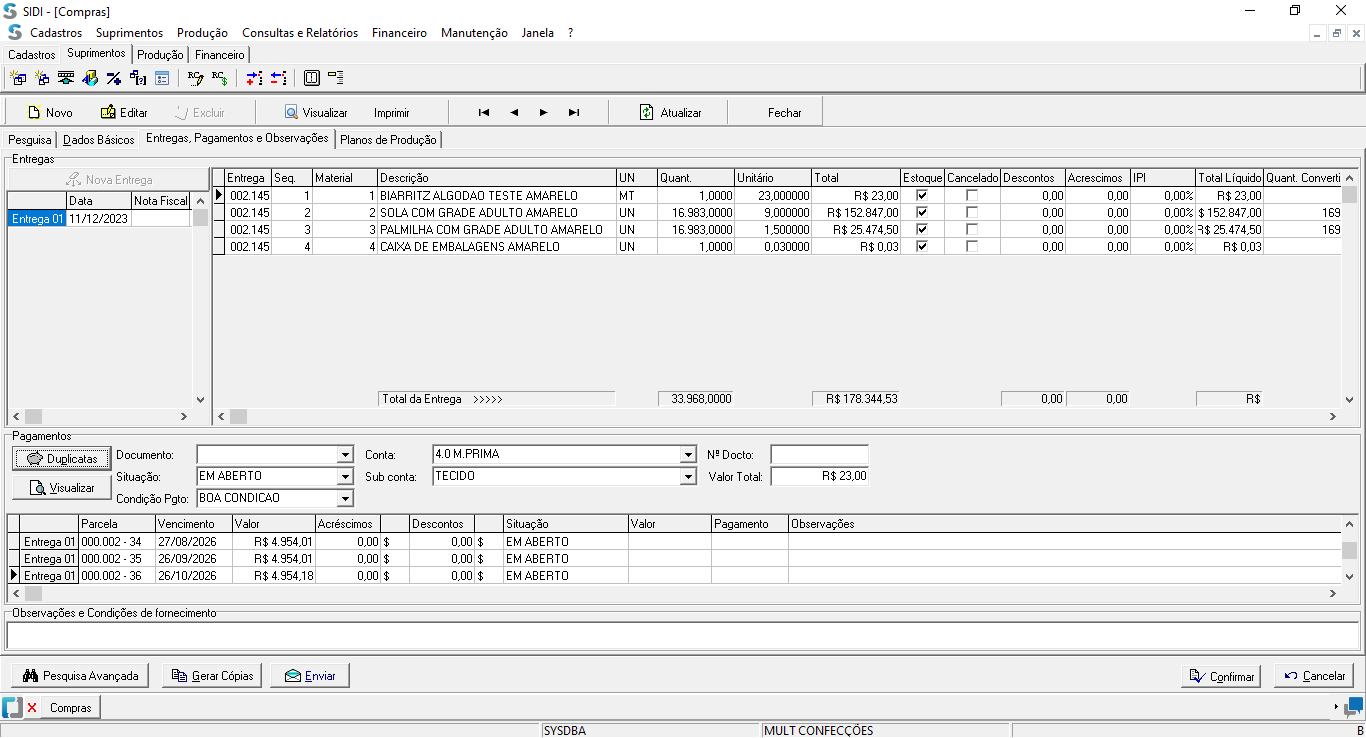 SIDI - [Compras]
Cadastros Suprimentos Produção Consultas e Relatórios Financeiro Manutenção Janela ?
Cadastros Suprimentos Produção Financeiro
Novo Editar Excluir Visualizar Imprimir Atualizar Fechar
Pesquisa Dados Básicos Entregas, Pagamentos e Observações Planos de Produção
Entregas
Nova Entrega
Data Nota Fiscal
Entrega 01 11/12/2023
Entrega Seq. Material Descrição UN Quant. Unitário Total Estoque Cancelado Descontos Acrescimos IPI Total Líquido Quant. Converti
002.145 1 1 BIARRITZ ALGODAO TESTE AMARELO MT 1,0000 23,000000 R$ 23,00 0,00 0,00 0,00% R$ 23,00
002.145 2 2 SOLA COM GRADE ADULTO AMARELO UN 16.983,0000 9,000000 R$ 152.847,00 0,00 0,00 0,00% $ 152.847,00 169
002.145 3 3 PALMILHA COM GRADE ADULTO AMARELO UN 16.983,0000 1,500000 R$ 25.474,50 0,00 0,00 0,00% R$ 25.474,50 169
002.145 4 4 CAIXA DE EMBALAGENS AMARELO UN 1,0000 0,030000 R$ 0,03 0,00 0,00 0,00% R$ 0,03
Total da Entrega >>>>> 33.968,0000 R$ 178.344,53 0,00 0,00 R$
Pagamentos
Duplicatas Documento: Conta: 4.0 M.PRIMA Nº Docto:
Situação: EM ABERTO Sub conta: TECIDO Valor Total: R$ 23,00
Visualizar
Condição Pgto: BOA CONDICAO
Parcela Vencimento Valor Acréscimos Descontos Situação Valor Pagamento Observações
Entrega 01 000.002 - 34 27/08/2026 R$ 4.954,01 0,00 $ 0,00 $ EM ABERTO
Entrega 01 000.002 - 35 26/09/2026 R$ 4.954,01 0,00 $ 0,00 $ EM ABERTO
Entrega 01 000.002 - 36 26/10/2026 R$ 4.954,18 0,00 $ 0,00 $ EM ABERTO
Observações e Condições de fornecimento
Pesquisa Avançada Gerar Cópias Enviar Confirmar Cancelar
Compras
SYSDBA MULT CONFECÇÕES B